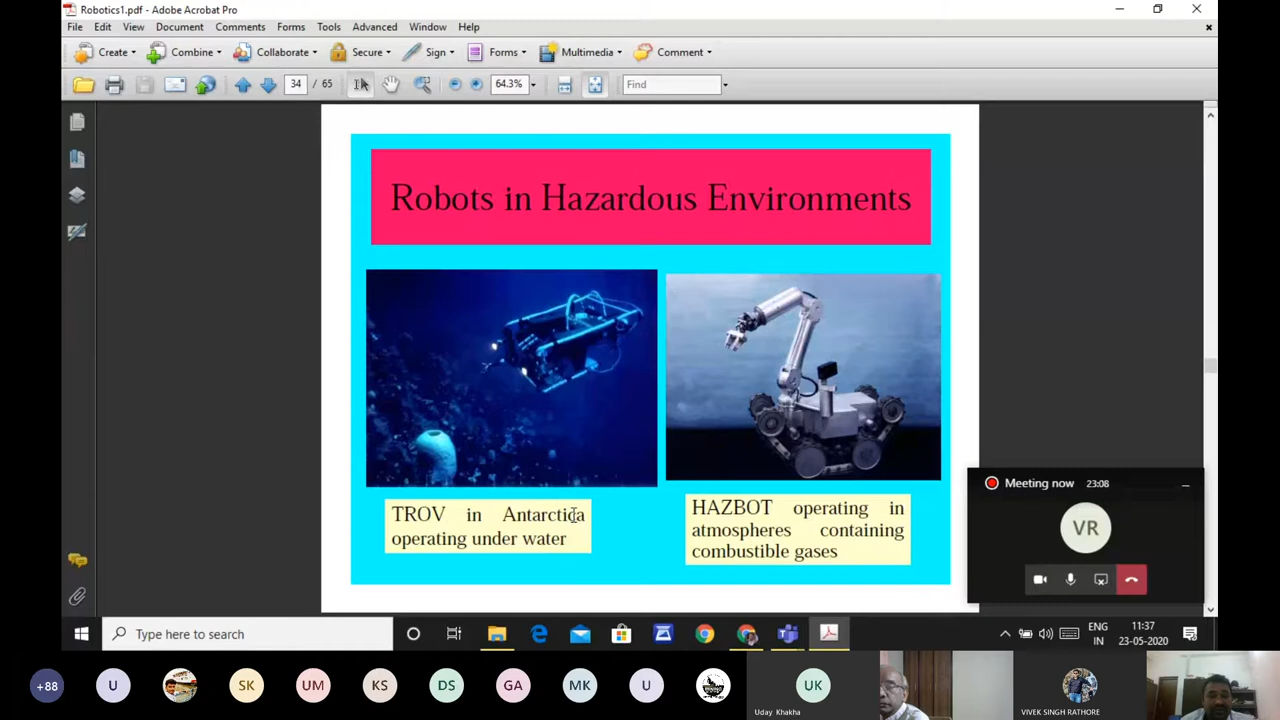 Robotics1.pdf - Adobe Acrobat Pro
File Edit View Document Comments Forms Tools Advanced Window Help
Create Combine Collaborate Secure Sign Forms Multimedia Comment
34 / 65 64.3% Find
Robots in Hazardous Environments
TROV in Antarctica
operating under water
HAZBOT operating in
atmospheres containing
combustible gases
Meeting now 23:08
VR
Type here to search
ENG
IN
11:37
23-05-2020
+88 U SK UM KS DS GA MK U UK
Uday Khakha
VIVEK SINGH RATHORE